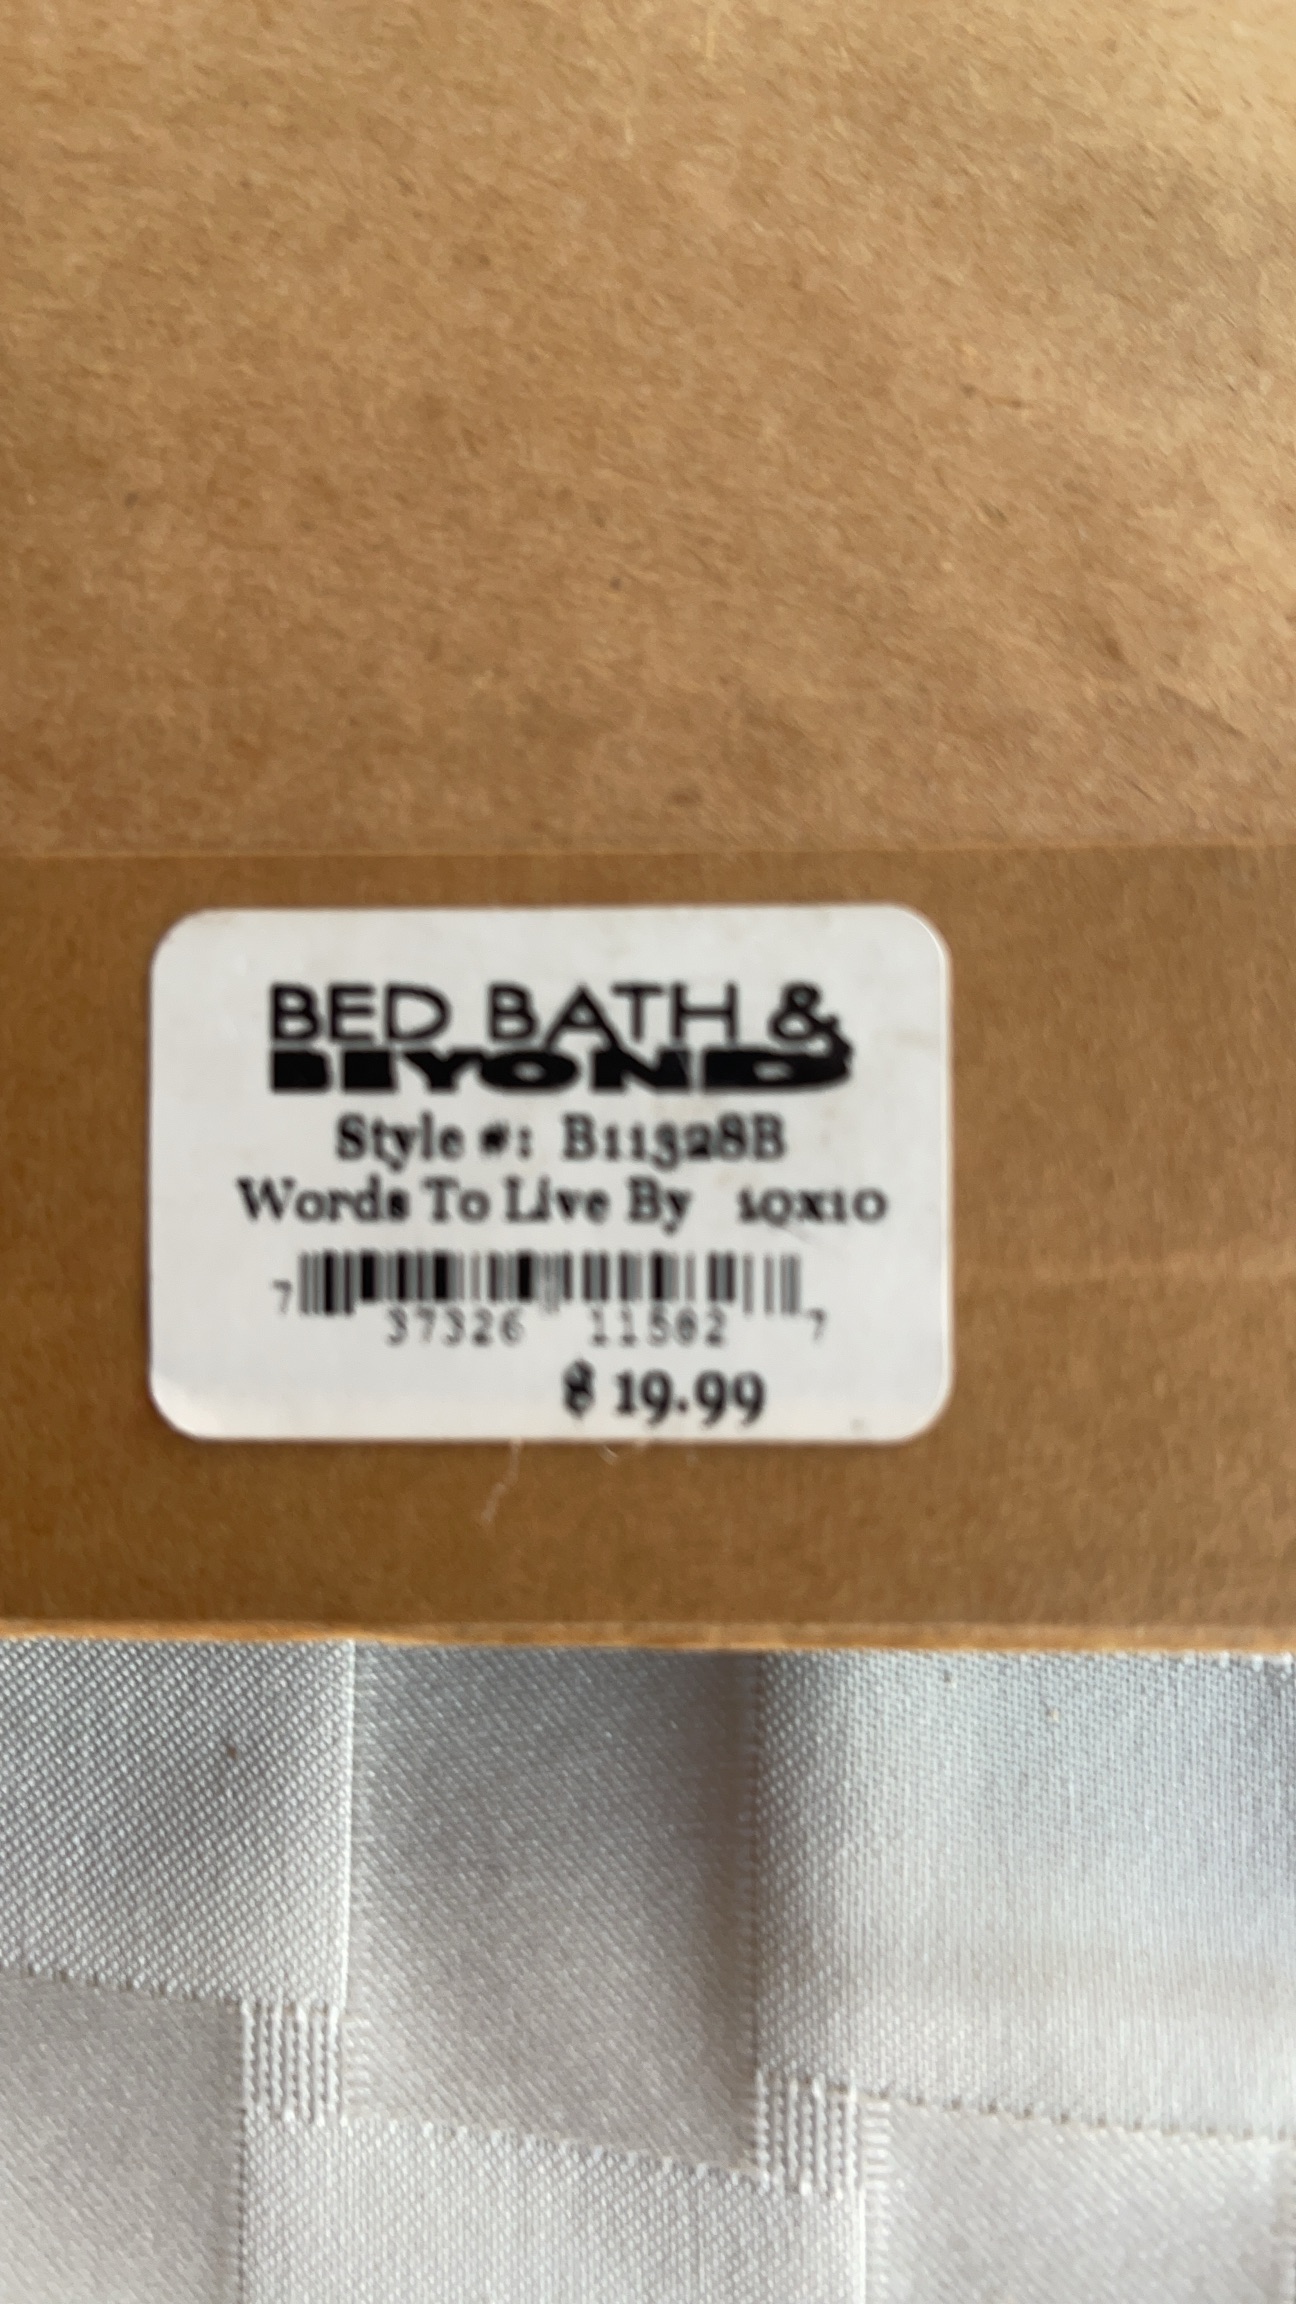 BED BATH &
BEYOND
Style #: B11328B
Words To Live By 10x10
7 37326 11582 7
$ 19.99